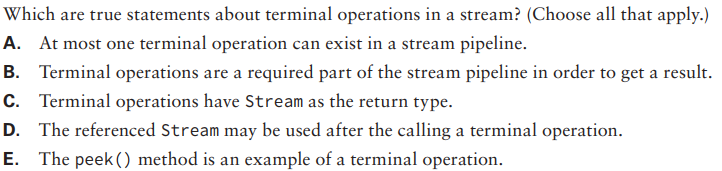 Which are true statements about terminal operations in a stream? (Choose all that apply.)
A. At most one terminal operation can exist in a stream pipeline.
B. Terminal operations are a required part of the stream pipeline in order to get a result.
C. Terminal operations have Stream as the return type.
D. The referenced Stream may be used after the calling a terminal operation.
E. The peek() method is an example of a terminal operation.